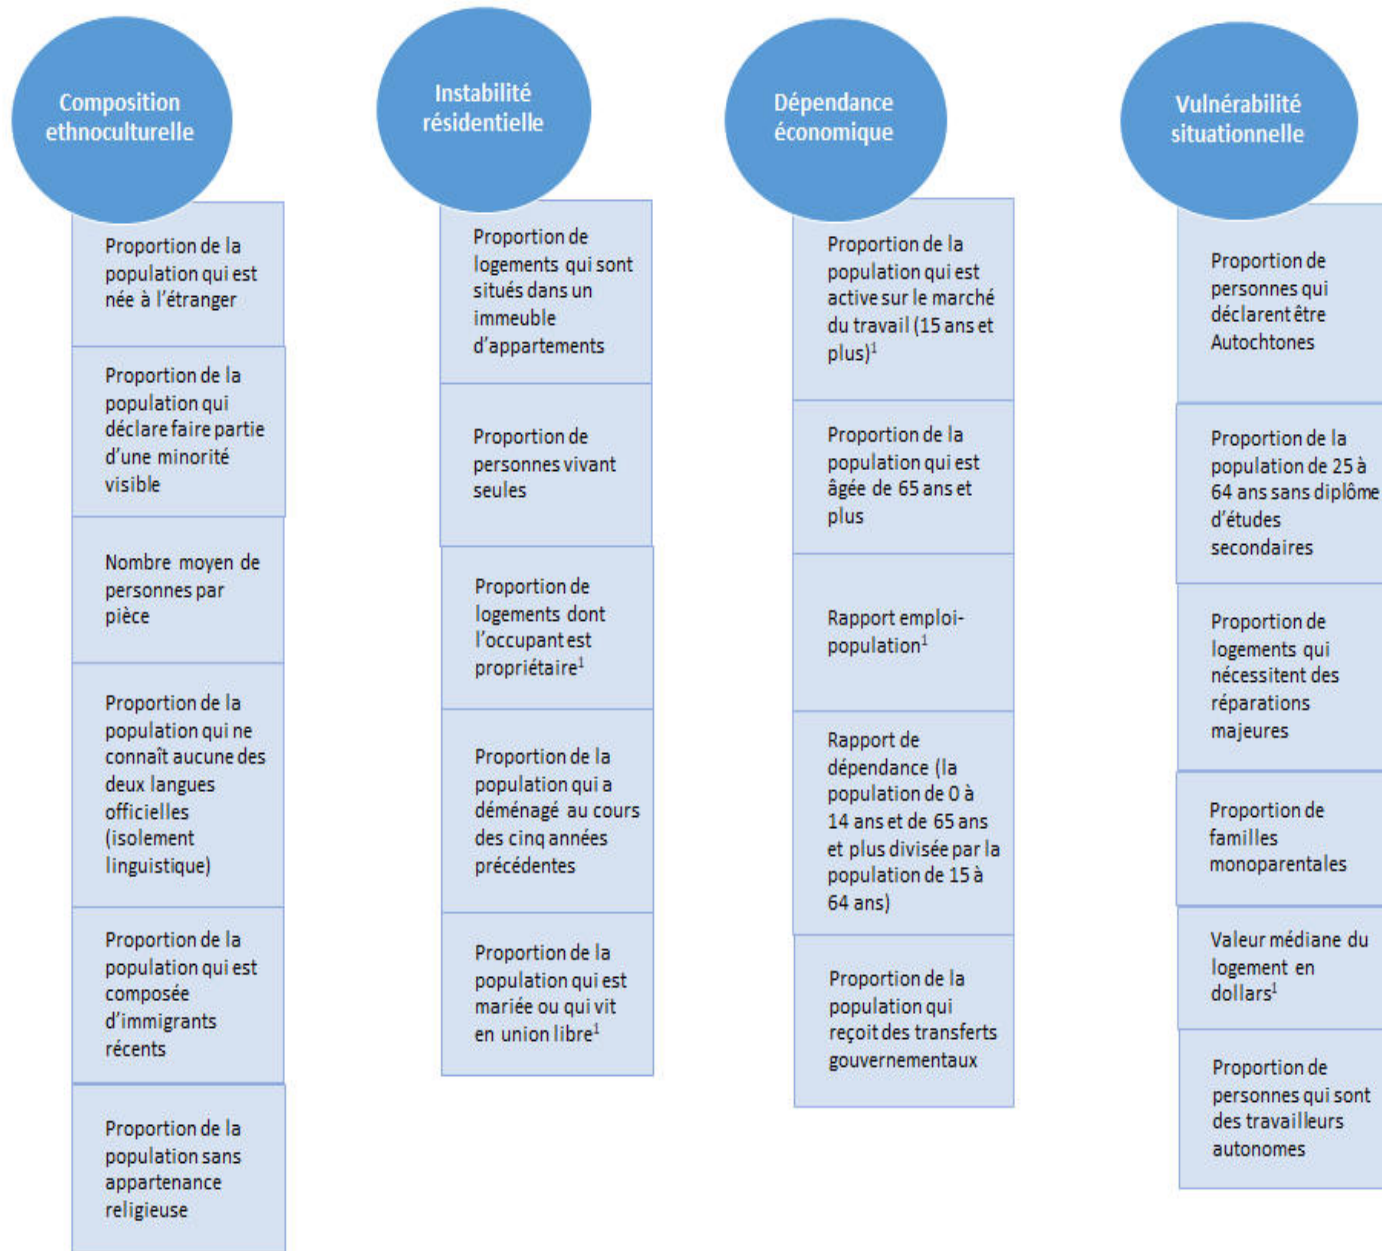 Composition
ethnoculturelle
Proportion de la
population qui est
née à l'étranger
Proportion de la
population qui
déclare faire partie
d'une minorité
visible
Nombre moyen de
personnes par
pièce
Proportion de la
population qui ne
connaît aucune des
deux langues
officielles
(isolement
linguistique)
Proportion de la
population qui est
composée
d'immigrants
récents
Proportion de la
population sans
appartenance
religieuse
Instabilité
résidentielle
Proportion de
logements qui sont
situés dans un
immeuble
d'appartements
Proportion de
personnes vivant
seules
Proportion de
logements dont
l'occupant est
propriétaire¹
Proportion de la
population qui a
déménagé au cours
des cinq années
précédentes
Proportion de la
population qui est
mariée ou qui vit
en union libre¹
Dépendance
économique
Proportion de la
population qui est
active sur le marché
du travail (15 ans et
plus)¹
Proportion de la
population qui est
âgée de 65 ans et
plus
Rapport emploi-
population¹
Rapport de
dépendance (la
population de 0 à
14 ans et de 65 ans
et plus divisée par la
population de 15 à
64 ans)
Proportion de la
population qui
reçoit des transferts
gouvernementaux
Vulnérabilité
situationnelle
Proportion de
personnes qui
déclarent être
Autochtones
Proportion de la
population de 25 à
64 ans sans diplôme
d'études
secondaires
Proportion de
logements qui
nécessitent des
réparations
majeures
Proportion de
familles
monoparentales
Valeur médiane du
logement en
dollars¹
Proportion de
personnes qui sont
des travailleurs
autonomes